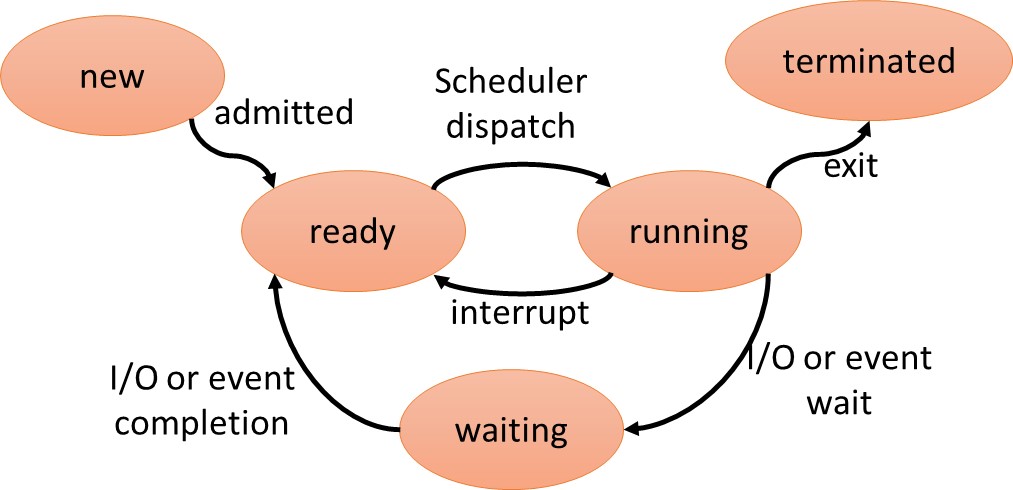 new
terminated
admitted
Scheduler
dispatch
exit
ready
running
interrupt
I/O or event
completion
I/O or event
wait
waiting